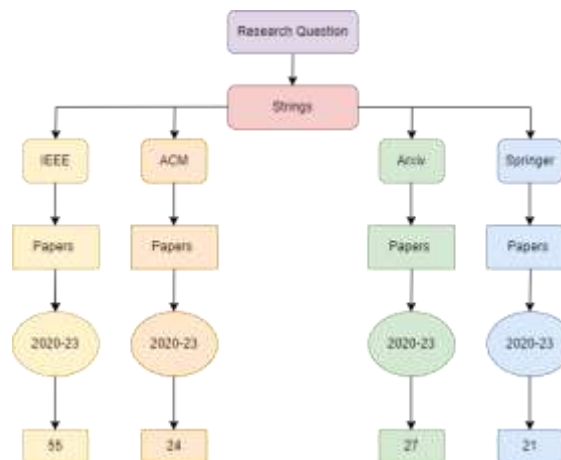 Research Question
Strings
IEEE ACM Arxiv Springer
Papers Papers Papers Papers
2020-23 2020-23 2020-23 2020-23
55 24 27 21